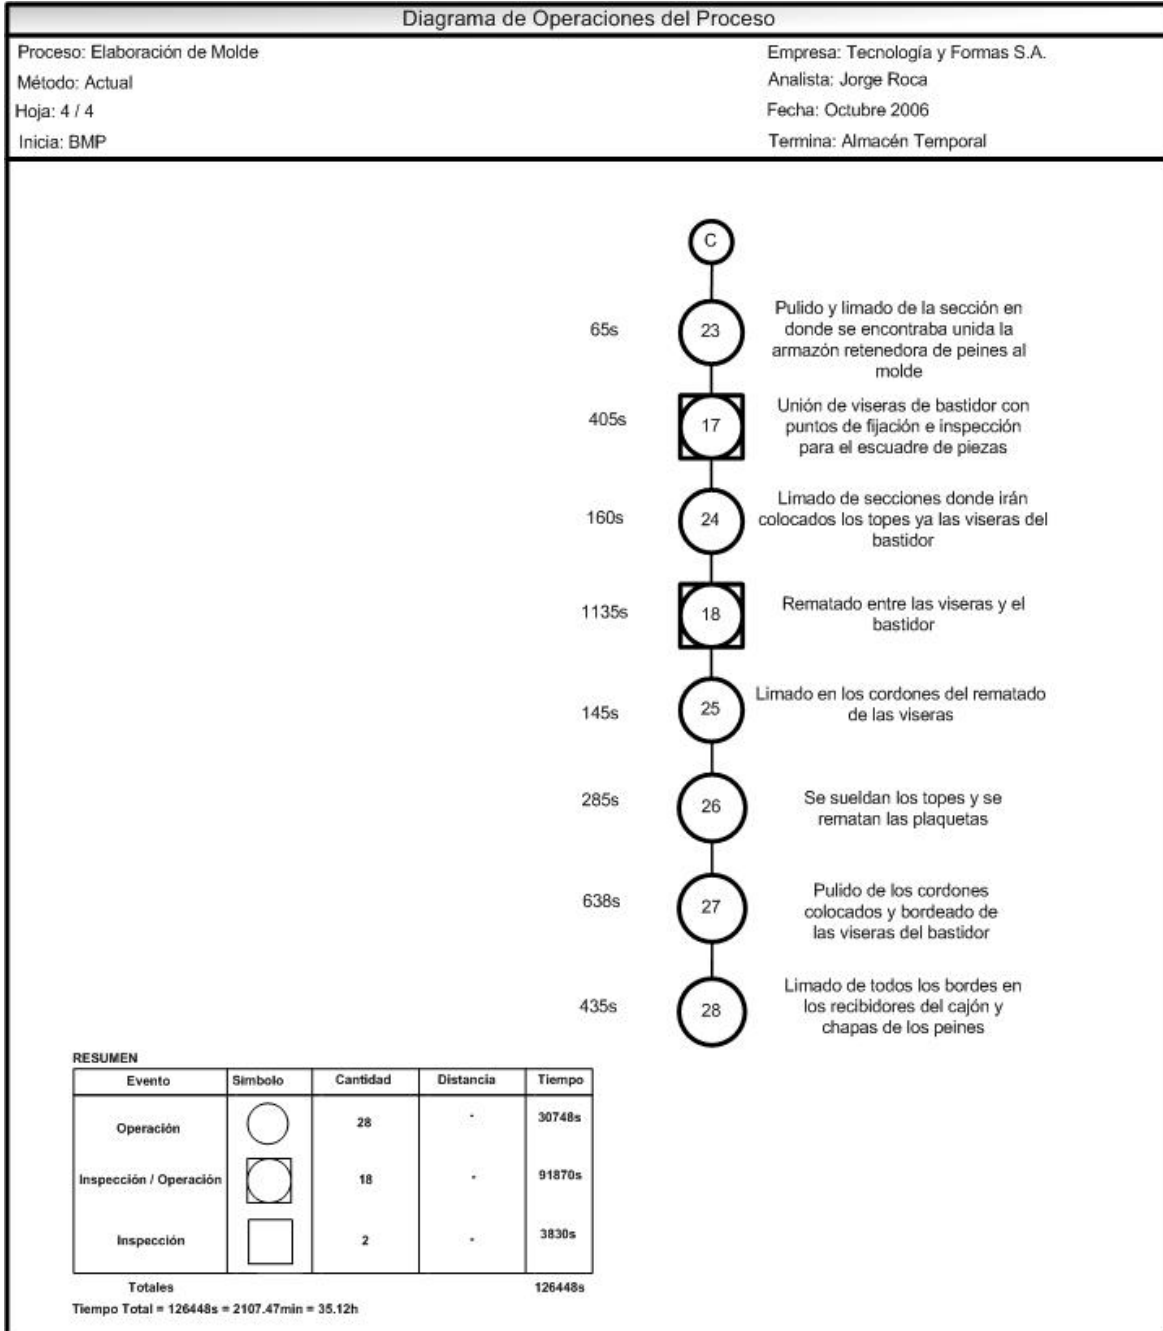 Diagrama de Operaciones del Proceso
Proceso: Elaboración de Molde
Empresa: Tecnología y Formas S.A.
Método: Actual
Analista: Jorge Roca
Hoja: 4 / 4
Fecha: Octubre 2006
Inicia: BMP
Termina: Almacén Temporal
C
65s
23
Pulido y limado de la sección en
donde se encontraba unida la
armazón retenedora de peines al
molde
405s
17
Unión de viseras de bastidor con
puntos de fijación e inspección
para el escuadre de piezas
160s
24
Limado de secciones donde irán
colocados los topes ya las viseras del
bastidor
1135s
18
Rematado entre las viseras y el
bastidor
145s
25
Limado en los cordones del rematado
de las viseras
285s
26
Se sueldan los topes y se
rematan las plaquetas
638s
27
Pulido de los cordones
colocados y bordeado de
las viseras del bastidor
435s
28
Limado de todos los bordes en
los recibidores del cajón y
chapas de los peines
RESUMEN
Evento Símbolo Cantidad Distancia Tiempo
Operación 28 - 30748s
Inspección / Operación 18 - 91870s
Inspección 2 - 3830s
Totales 126448s
Tiempo Total = 126448s = 2107.47min = 35.12h